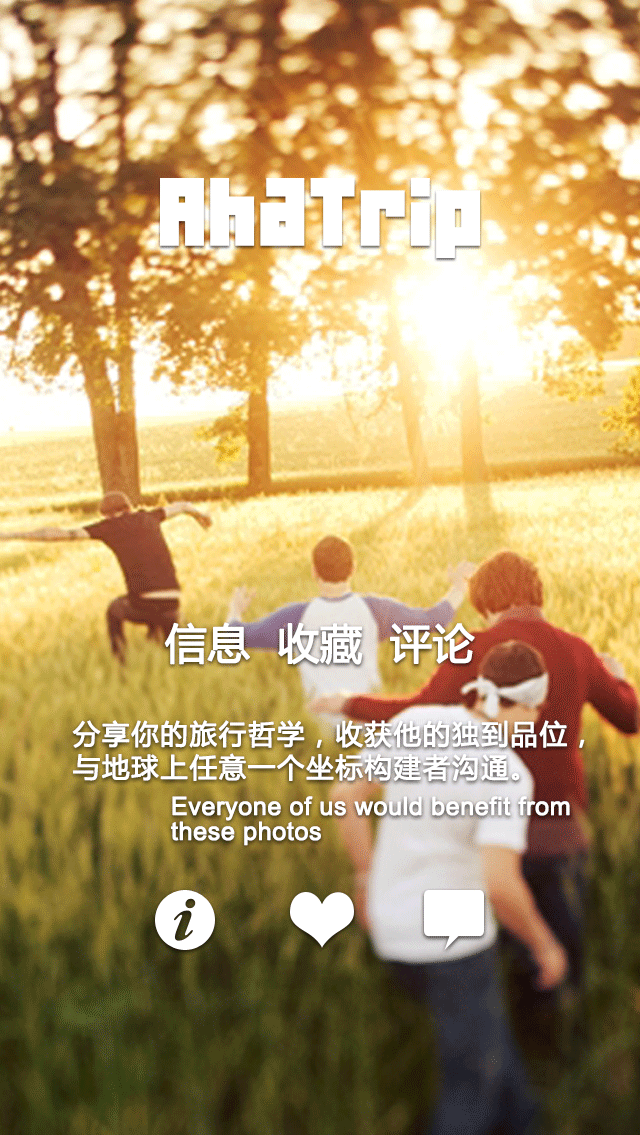 AhaTrip
信息 收藏 评论
分享你的旅行哲学，收获他的独到品位，
与地球上任意一个坐标构建者沟通。
Everyone of us would benefit from
these photos